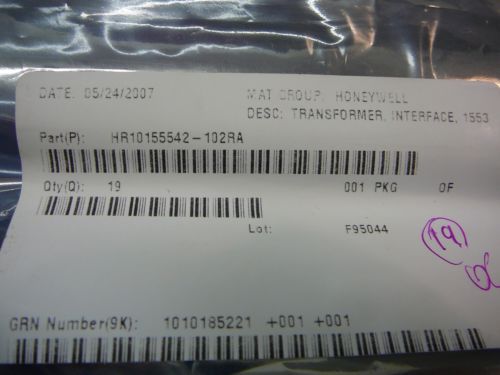 DATE: 05/24/2007
MAT GROUP: HONEYWELL
DESC: TRANSFORMER, INTERFACE, 1553
Part(P): HR10155542-102RA
Qty(Q): 19 001 PKG OF
Lot: F95044
19
GRN Number(9K): 1010185221 +001 +001